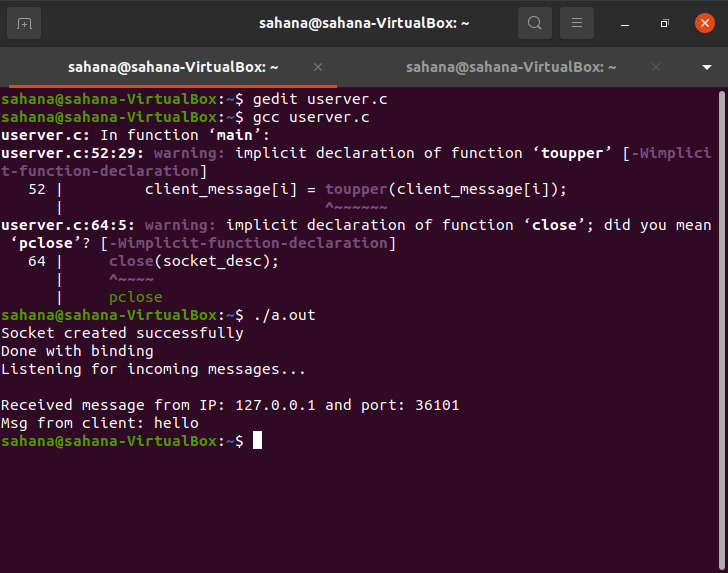 sahana@sahana-VirtualBox: ~
sahana@sahana-VirtualBox: ~ × sahana@sahana-VirtualBox: ~ ×
sahana@sahana-VirtualBox:~$ gedit userver.c
sahana@sahana-VirtualBox:~$ gcc userver.c
userver.c: In function ‘main’:
userver.c:52:29: warning: implicit declaration of function ‘toupper’ [-Wimplici
t-function-declaration]
   52 |         client_message[i] = toupper(client_message[i]);
      |                             ^~~~~~~
userver.c:64:5: warning: implicit declaration of function ‘close’; did you mean
 ‘pclose’? [-Wimplicit-function-declaration]
   64 |     close(socket_desc);
      |     ^~~~~
      |     pclose
sahana@sahana-VirtualBox:~$ ./a.out
Socket created successfully
Done with binding
Listening for incoming messages...
Received message from IP: 127.0.0.1 and port: 36101
Msg from client: hello
sahana@sahana-VirtualBox:~$